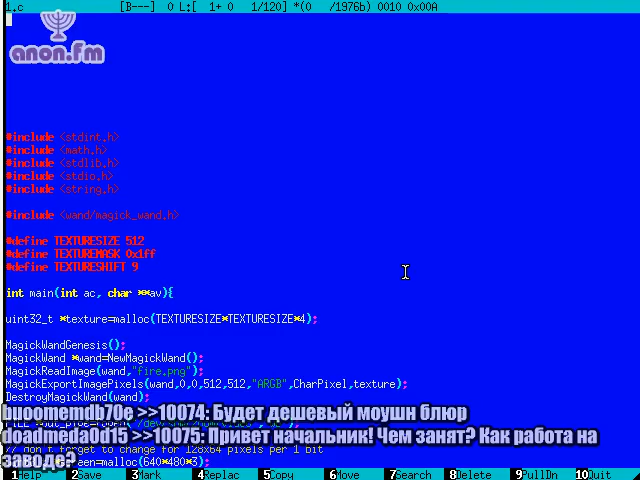 1.c [B---] 0 L:[ 1+ 0 1/120] *(0 /1976b) 0010 0x00A
anon.fm
#include <stdint.h>
#include <math.h>
#include <stdlib.h>
#include <stdio.h>
#include <string.h>
#include <wand/magick_wand.h>
#define TEXTURESIZE 512
#define TEXTUREMASK 0x1ff
#define TEXTURESHIFT 9
int main(int ac, char **av){
uint32_t *texture=malloc(TEXTURESIZE*TEXTURESIZE*4);
MagickWandGenesis();
MagickWand *wand=NewMagickWand();
MagickReadImage(wand,"fire.png");
MagickExportImagePixels(wand,0,0,512,512,"ARGB",CharPixel,texture);
DestroyMagickWand(wand);
buoomemdb70e >>10074: Будет дешевый моушн блюр
doadmeda0d15 >>10075: Привет начальник! Чем занят? Как работа на
заводе?
// don't forget to change for 128x64 pixels per 1 bit
malloc(640*480*3);
1Help 2Save 3Mark 4Replac 5Copy 6Move 7Search 8Delete 9PullDn 10Quit